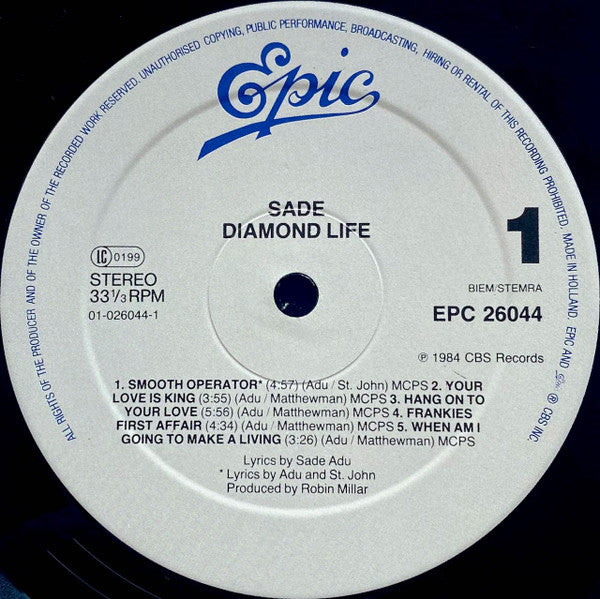 ALL RIGHTS OF THE PRODUCER AND OF THE OWNER OF THE RECORDED WORK RESERVED. UNAUTHORISED COPYING, PUBLIC PERFORMANCE, BROADCASTING, HIRING OR RENTAL OF THIS RECORDING PROHIBITED. MADE IN HOLLAND. EPIC AND Epic ® CBS INC.
Epic
SADE
DIAMOND LIFE
1
LC 0199
STEREO
33⅓ RPM
01-026044-1
BIEM/STEMRA
EPC 26044
℗ 1984 CBS Records
1. SMOOTH OPERATOR* (4:57) (Adu / St. John) MCPS 2. YOUR
LOVE IS KING (3:55) (Adu / Matthewman) MCPS 3. HANG ON TO
YOUR LOVE (5:56) (Adu / Matthewman) MCPS 4. FRANKIES
FIRST AFFAIR (4:34) (Adu / Matthewman) MCPS 5. WHEN AM I
GOING TO MAKE A LIVING (3:26) (Adu / Matthewman) MCPS
Lyrics by Sade Adu
* Lyrics by Adu and St. John
Produced by Robin Millar